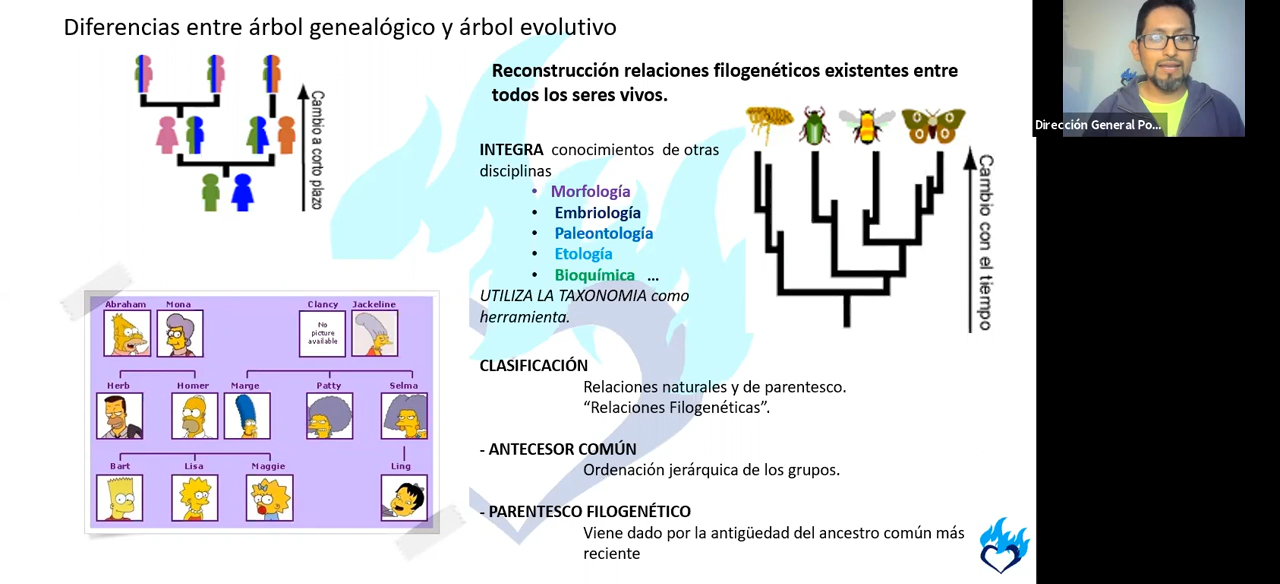 Diferencias entre árbol genealógico y árbol evolutivo
Cambio a corto plazo
Reconstrucción relaciones filogenéticos existentes entre
todos los seres vivos.
INTEGRA conocimientos de otras
disciplinas
• Morfología
• Embriología
• Paleontología
• Etología
• Bioquímica ...
UTILIZA LA TAXONOMIA como
herramienta.
Cambio con el tiempo
Dirección General Po...
Abraham Mona Clancy Jackeline
No
picture
available
Herb Homer Marge Patty Selma
Bart Lisa Maggie Ling
CLASIFICACIÓN
Relaciones naturales y de parentesco.
“Relaciones Filogenéticas”.
- ANTECESOR COMÚN
Ordenación jerárquica de los grupos.
- PARENTESCO FILOGENÉTICO
Viene dado por la antigüedad del ancestro común más
reciente